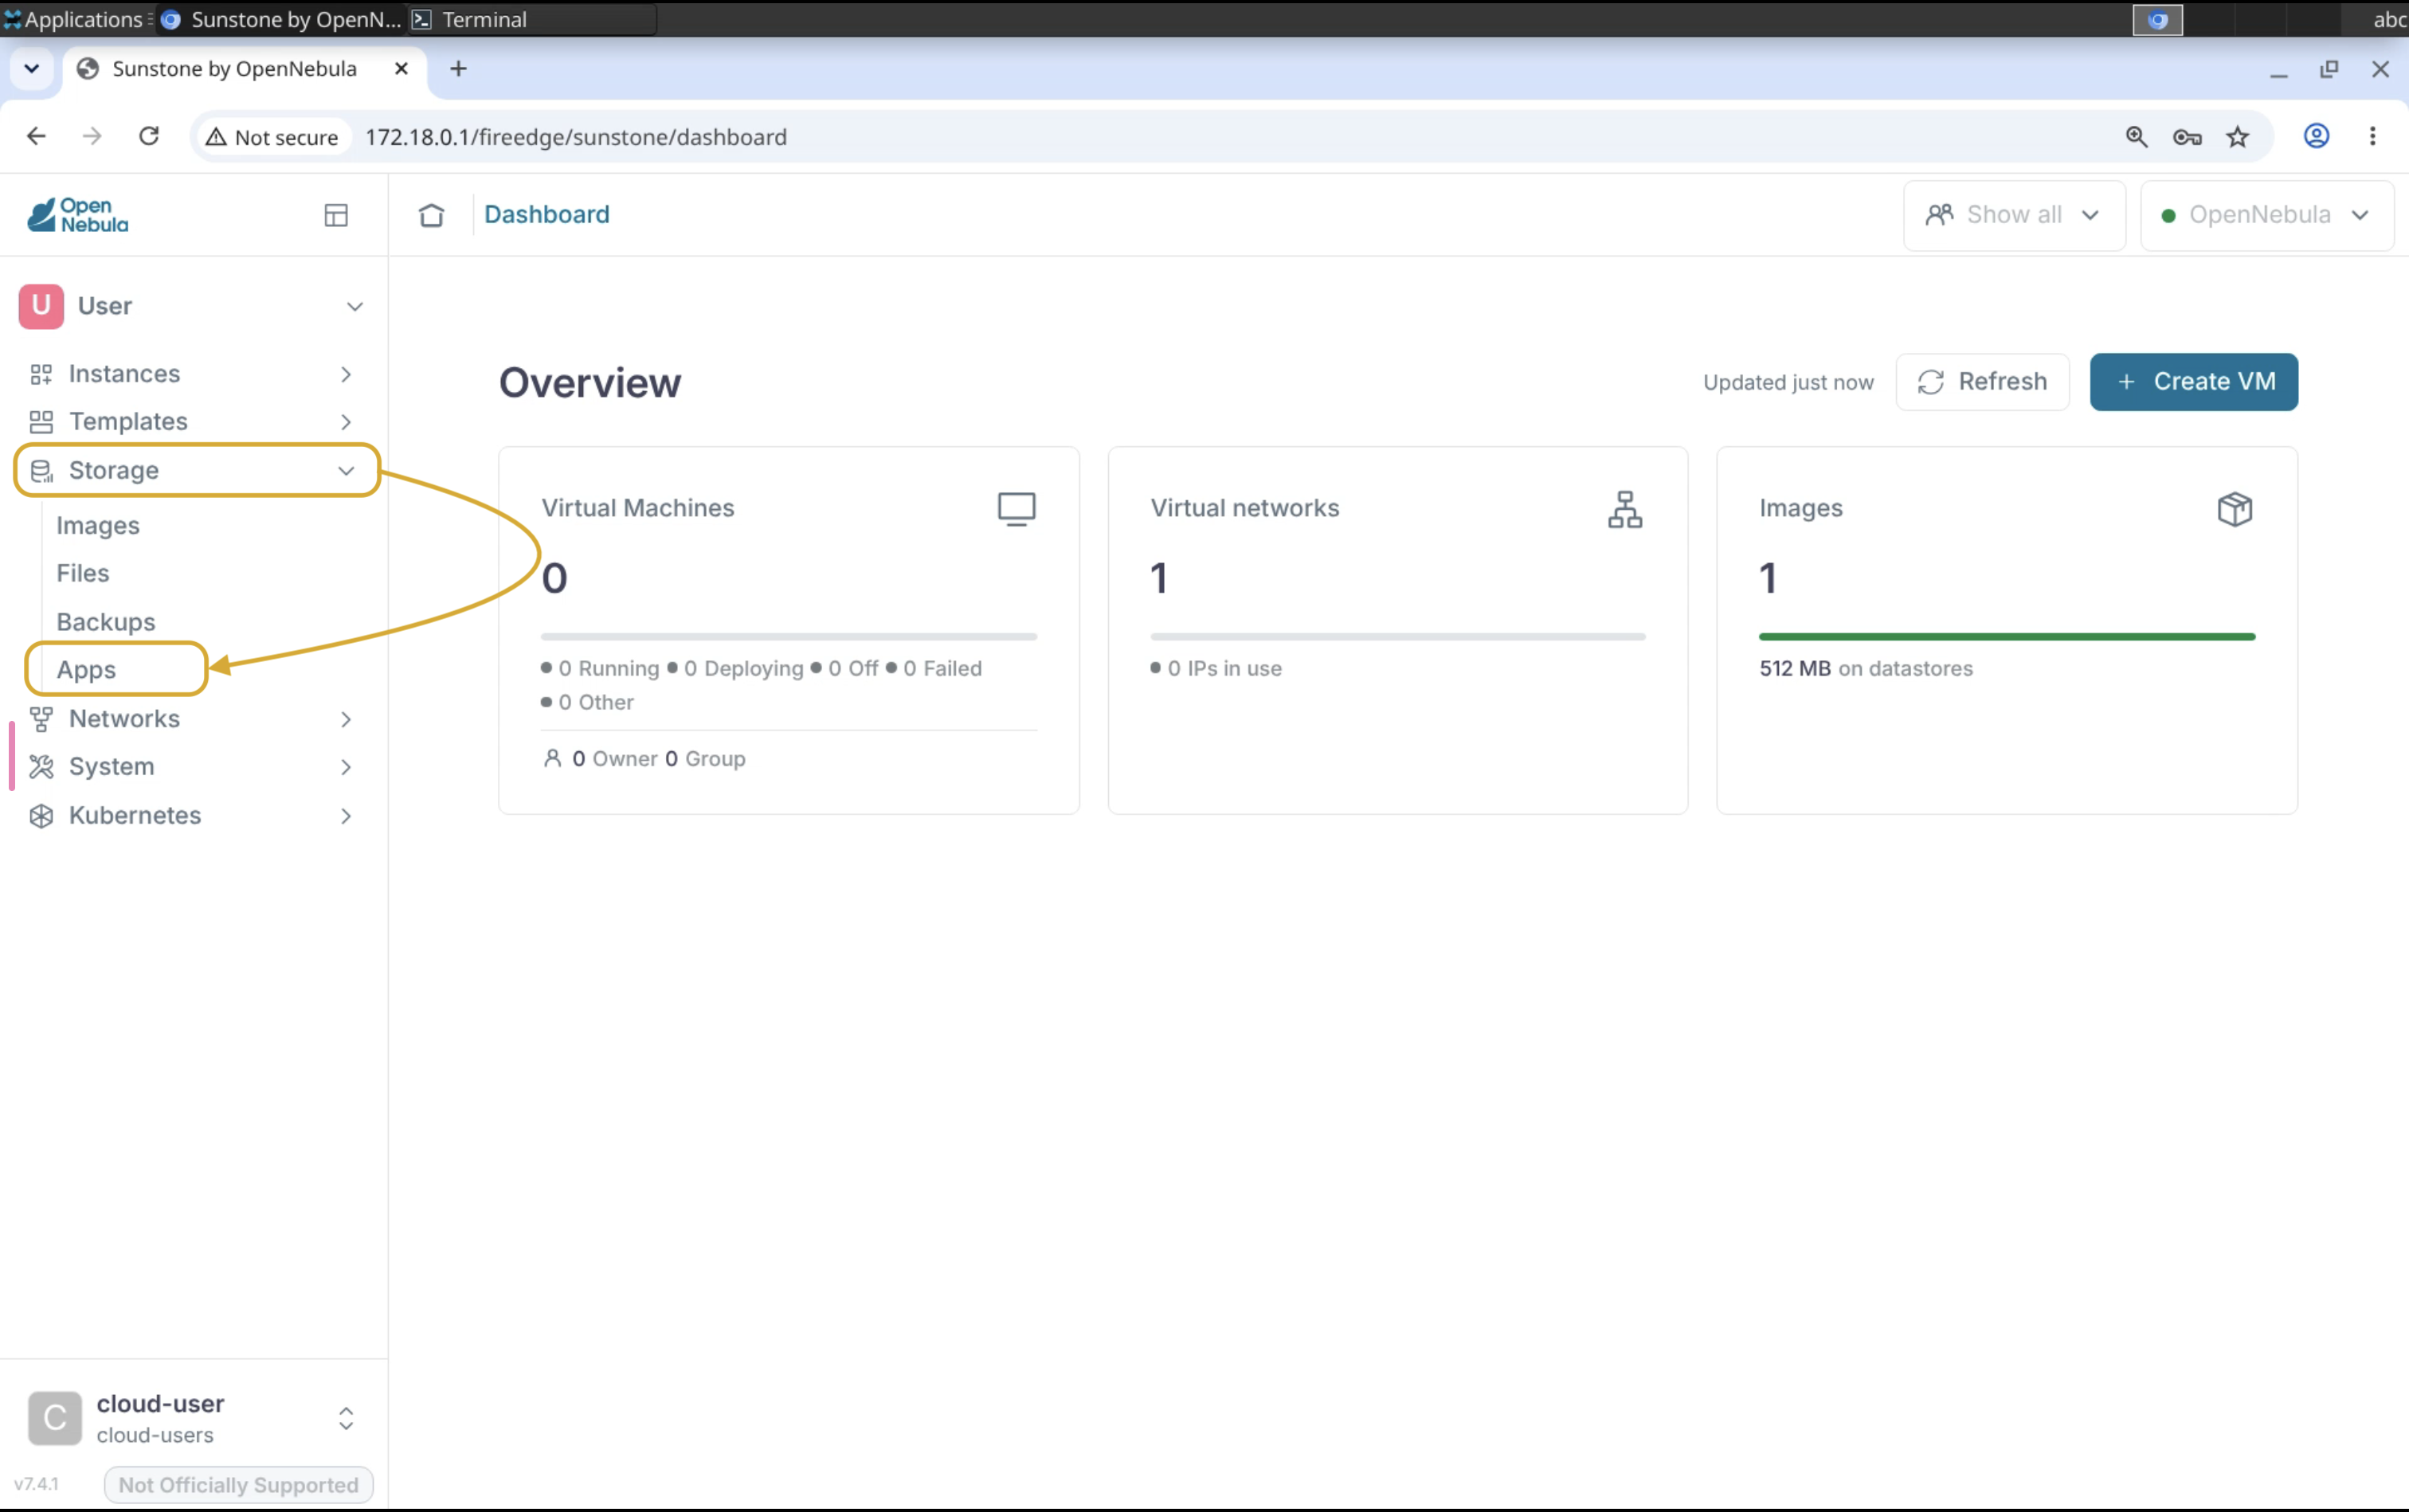 Applications
Sunstone by OpenN...
Terminal
abc
Sunstone by OpenNebula
Not secure
172.18.0.1/fireedge/sunstone/dashboard
Open
Nebula
Dashboard
Show all
OpenNebula
U
User
Instances
Templates
Storage
Images
Files
Backups
Apps
Networks
System
Kubernetes
Overview
Updated just now
Refresh
+ Create VM
Virtual Machines
0
0 Running 0 Deploying 0 Off 0 Failed
0 Other
0 Owner 0 Group
Virtual networks
1
0 IPs in use
Images
1
512 MB on datastores
C
cloud-user
cloud-users
v7.4.1
Not Officially Supported